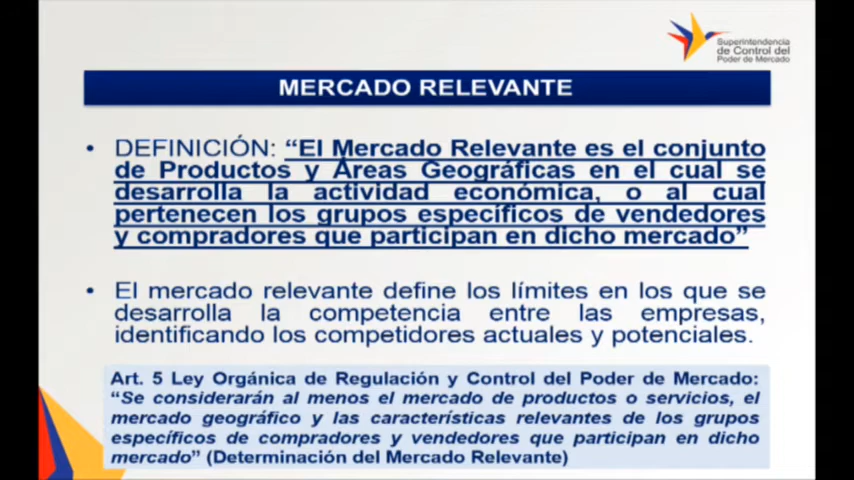 Superintendencia
de Control del
Poder de Mercado
MERCADO RELEVANTE
• DEFINICIÓN: “El Mercado Relevante es el conjunto
de Productos y Áreas Geográficas en el cual se
desarrolla la actividad económica, o al cual
pertenecen los grupos específicos de vendedores
y compradores que participan en dicho mercado”
• El mercado relevante define los límites en los que se
desarrolla la competencia entre las empresas,
identificando los competidores actuales y potenciales.
Art. 5 Ley Orgánica de Regulación y Control del Poder de Mercado:
“Se considerarán al menos el mercado de productos o servicios, el
mercado geográfico y las características relevantes de los grupos
específicos de compradores y vendedores que participan en dicho
mercado” (Determinación del Mercado Relevante)